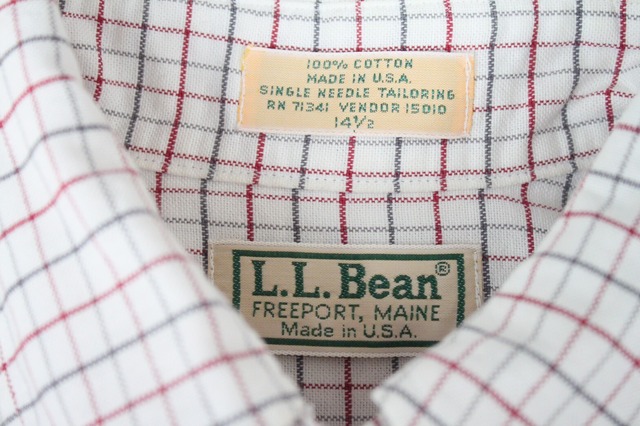 100% COTTON
MADE IN U.S.A.
SINGLE NEEDLE TAILORING
RN 71341 VENDOR 15010
14½
L.L.Bean®
FREEPORT, MAINE
Made in U.S.A.